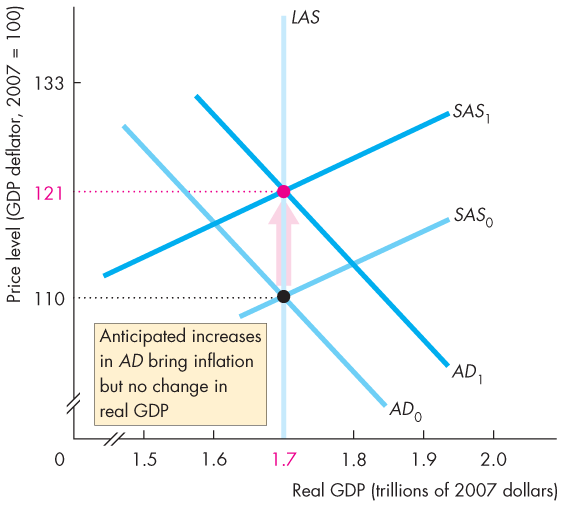 Price level (GDP deflator, 2007 = 100)
LAS
133
SAS1
121
SAS0
110
Anticipated increases
in AD bring inflation
but no change in
real GDP
AD1
AD0
0
1.5
1.6
1.7
1.8
1.9
2.0
Real GDP (trillions of 2007 dollars)